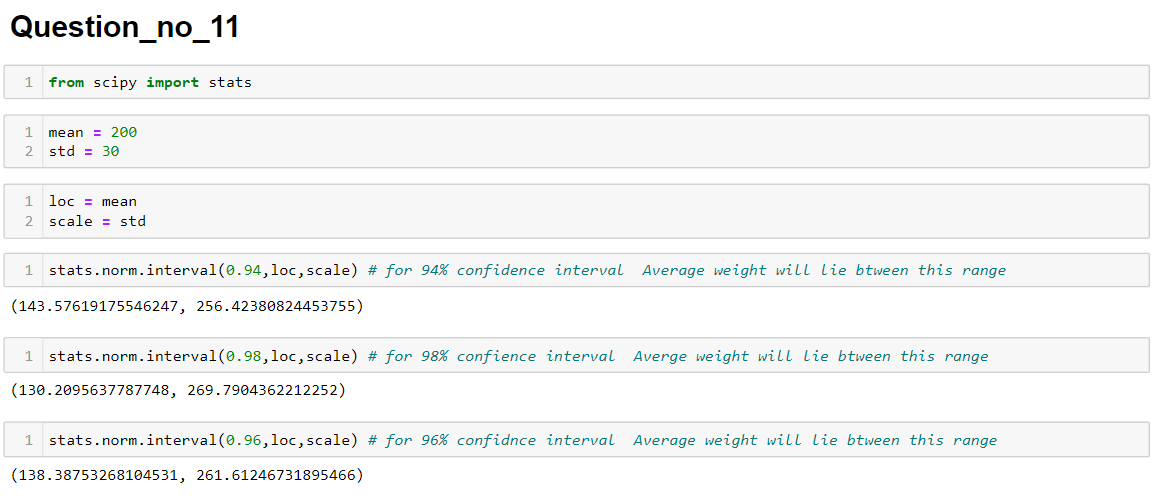 Question_no_11
1 from scipy import stats
1 mean = 200
2 std = 30
1 loc = mean
2 scale = std
1 stats.norm.interval(0.94,loc,scale) # for 94% confidence interval  Average weight will lie btween this range
(143.57619175546247, 256.42380824453755)
1 stats.norm.interval(0.98,loc,scale) # for 98% confience interval  Averge weight will lie btween this range
(130.2095637787748, 269.7904362212252)
1 stats.norm.interval(0.96,loc,scale) # for 96% confidnce interval  Average weight will lie btween this range
(138.38753268104531, 261.61246731895466)